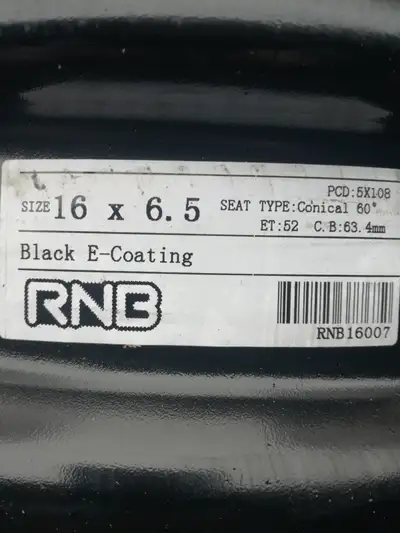 PCD:5X108
SIZE 16 x 6.5 SEAT TYPE:Conical 60°
ET:52 C.B:63.4mm
Black E-Coating
RNB
RNB16007